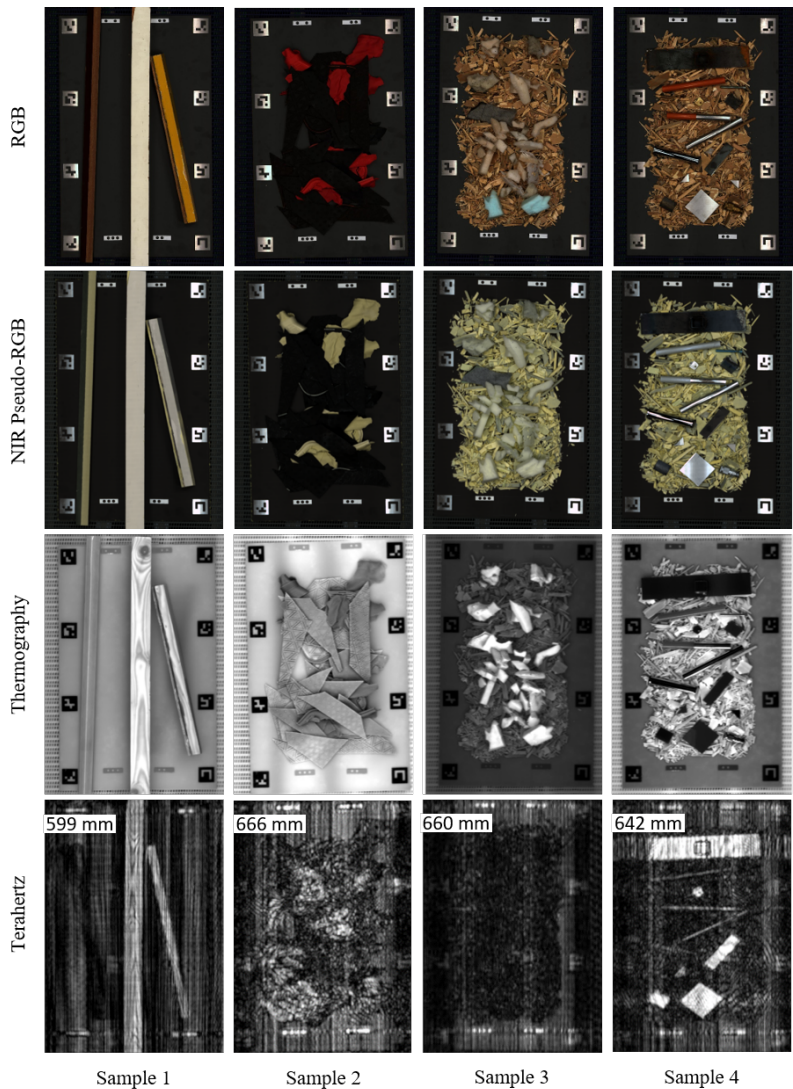 RGB
NIR Pseudo-RGB
Thermography
Terahertz
599 mm
666 mm
660 mm
642 mm
Sample 1
Sample 2
Sample 3
Sample 4